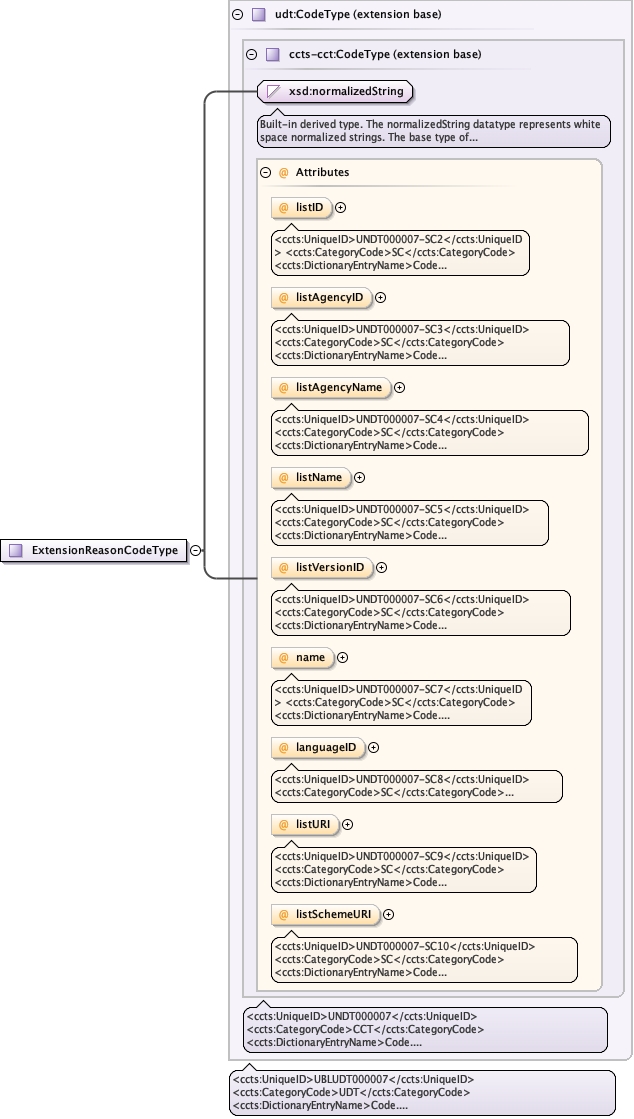 udt:CodeType (extension base)
ccts-cct:CodeType (extension base)
xsd:normalizedString
Built-in derived type. The normalizedString datatype represents white
space normalized strings. The base type of...
@ Attributes
@ listID
<ccts:UniqueID>UNDT000007-SC2</ccts:UniqueID
> <ccts:CategoryCode>SC</ccts:CategoryCode>
<ccts:DictionaryEntryName>Code...
@ listAgencyID
<ccts:UniqueID>UNDT000007-SC3</ccts:UniqueID>
<ccts:CategoryCode>SC</ccts:CategoryCode>
<ccts:DictionaryEntryName>Code...
@ listAgencyName
<ccts:UniqueID>UNDT000007-SC4</ccts:UniqueID>
<ccts:CategoryCode>SC</ccts:CategoryCode>
<ccts:DictionaryEntryName>Code...
@ listName
<ccts:UniqueID>UNDT000007-SC5</ccts:UniqueID>
<ccts:CategoryCode>SC</ccts:CategoryCode>
<ccts:DictionaryEntryName>Code...
ExtensionReasonCodeType
@ listVersionID
<ccts:UniqueID>UNDT000007-SC6</ccts:UniqueID>
<ccts:CategoryCode>SC</ccts:CategoryCode>
<ccts:DictionaryEntryName>Code...
@ name
<ccts:UniqueID>UNDT000007-SC7</ccts:UniqueID
> <ccts:CategoryCode>SC</ccts:CategoryCode>
<ccts:DictionaryEntryName>Code....
@ languageID
<ccts:UniqueID>UNDT000007-SC8</ccts:UniqueID>
<ccts:CategoryCode>SC</ccts:CategoryCode>...
@ listURI
<ccts:UniqueID>UNDT000007-SC9</ccts:UniqueID>
<ccts:CategoryCode>SC</ccts:CategoryCode>
<ccts:DictionaryEntryName>Code...
@ listSchemeURI
<ccts:UniqueID>UNDT000007-SC10</ccts:UniqueID>
<ccts:CategoryCode>SC</ccts:CategoryCode>
<ccts:DictionaryEntryName>Code...
<ccts:UniqueID>UNDT000007</ccts:UniqueID>
<ccts:CategoryCode>CCT</ccts:CategoryCode>
<ccts:DictionaryEntryName>Code....
<ccts:UniqueID>UBLUDT000007</ccts:UniqueID>
<ccts:CategoryCode>UDT</ccts:CategoryCode>
<ccts:DictionaryEntryName>Code....